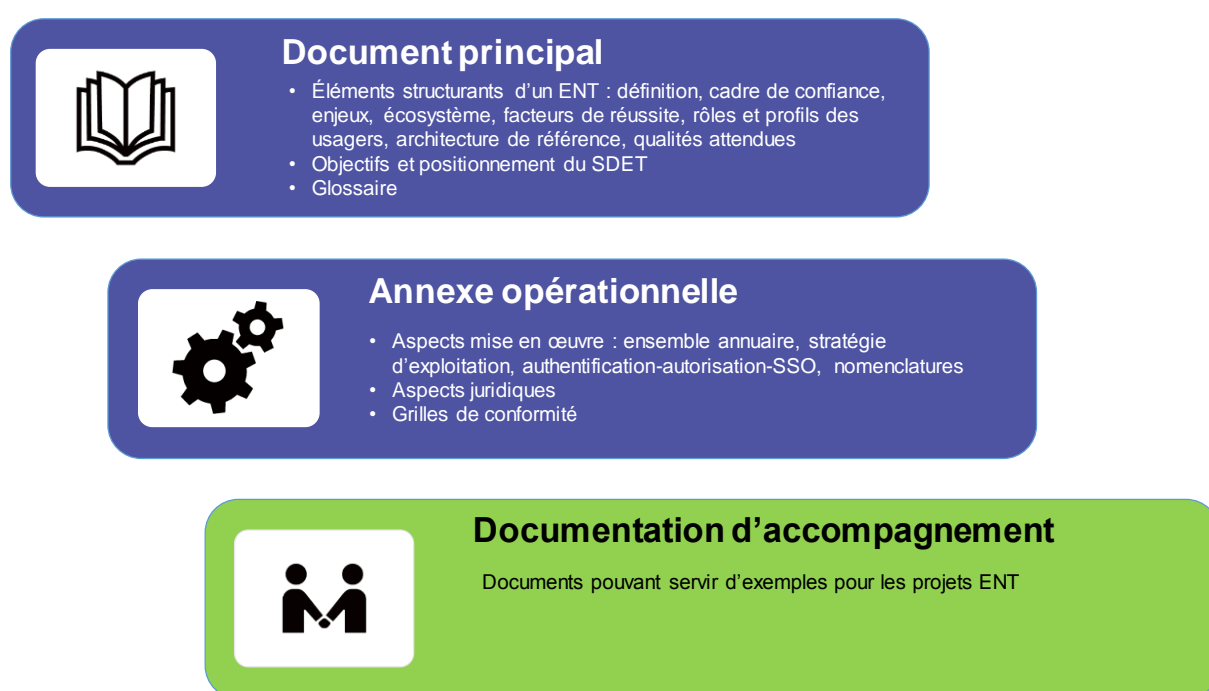 Document principal
• Éléments structurants d’un ENT : définition, cadre de confiance,
enjeux, écosystème, facteurs de réussite, rôles et profils des
usagers, architecture de référence, qualités attendues
• Objectifs et positionnement du SDET
• Glossaire
Annexe opérationnelle
• Aspects mise en œuvre : ensemble annuaire, stratégie
d’exploitation, authentification-autorisation-SSO, nomenclatures
• Aspects juridiques
• Grilles de conformité
Documentation d’accompagnement
Documents pouvant servir d’exemples pour les projets ENT